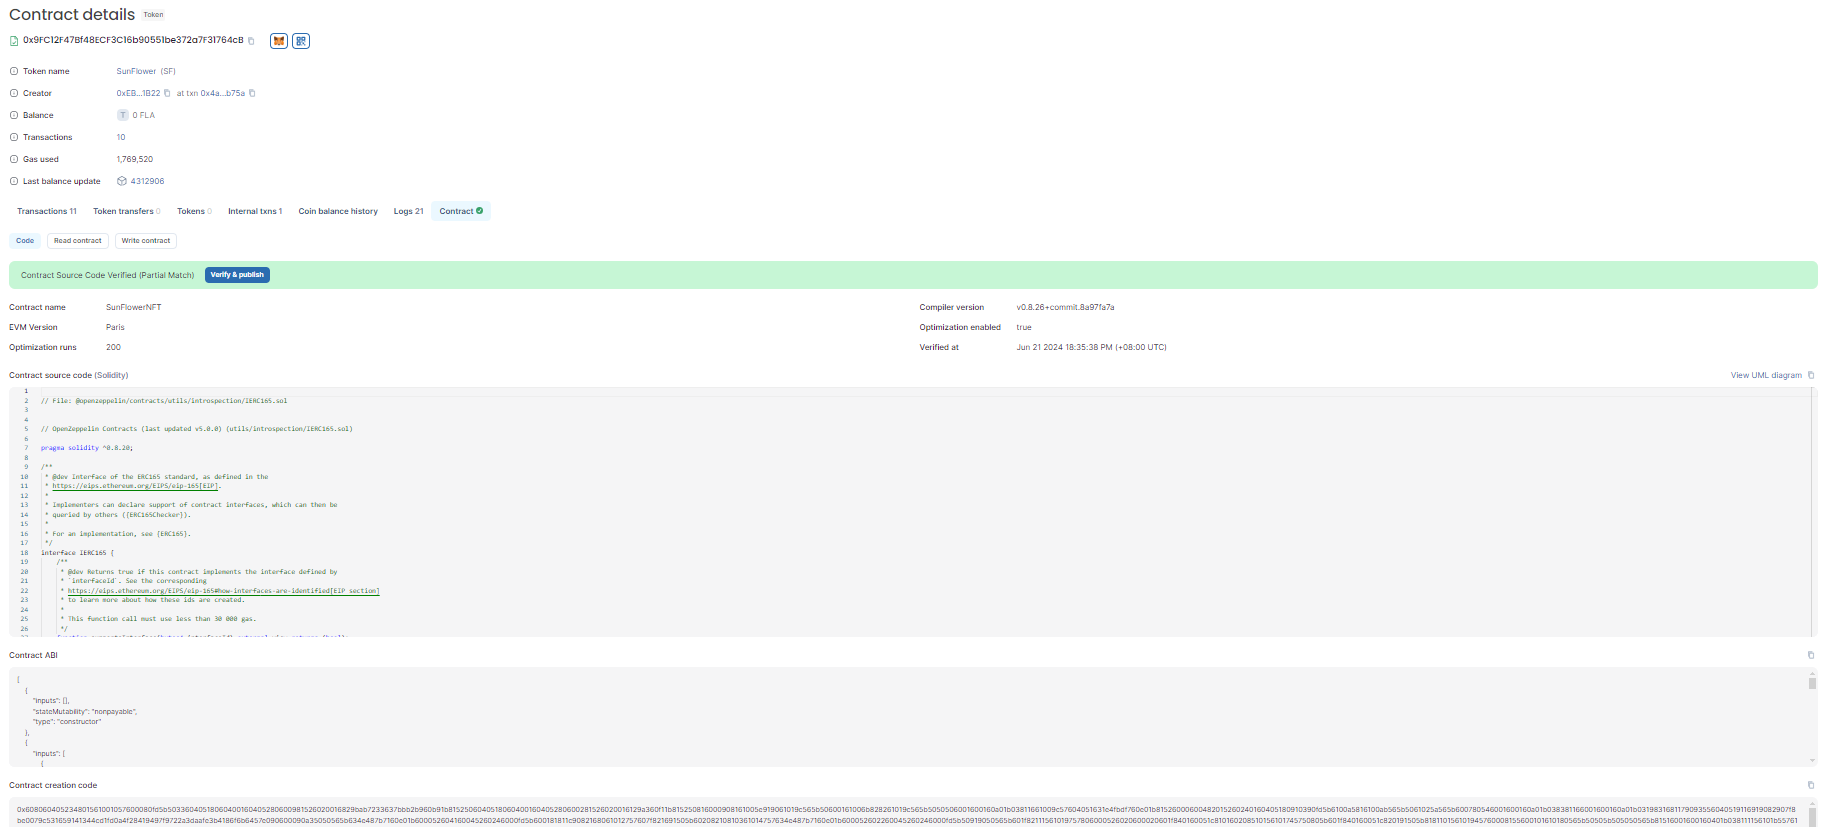 Contract details Token
0x9FC12F47Bf48ECF3C16b90551be372a7F31764cB
Token name SunFlower (SF)
Creator 0xEB...1B22 at txn 0x4a...b75a
Balance T 0 FLA
Transactions 10
Gas used 1,769,520
Last balance update 4312906
Transactions 11 Token transfers 0 Tokens 0 Internal txns 1 Coin balance history Logs 21 Contract
Code Read contract Write contract
Contract Source Code Verified (Partial Match) Verify & publish
Contract name SunFlowerNFT Compiler version v0.8.26+commit.8a97fa7a
EVM Version Paris Optimization enabled true
Optimization runs 200 Verified at Jun 21 2024 18:35:38 PM (+08:00 UTC)
Contract source code (Solidity) View UML diagram
1
2 // File: @openzeppelin/contracts/utils/introspection/IERC165.sol
3
4
5 // OpenZeppelin Contracts (last updated v5.0.0) (utils/introspection/IERC165.sol)
6
7 pragma solidity ^0.8.20;
8
9 /**
10 * @dev Interface of the ERC165 standard, as defined in the
11 * https://eips.ethereum.org/EIPS/eip-165[EIP].
12 *
13 * Implementers can declare support of contract interfaces, which can then be
14 * queried by others ({ERC165Checker}).
15 *
16 * For an implementation, see {ERC165}.
17 */
18 interface IERC165 {
19 /**
20 * @dev Returns true if this contract implements the interface defined by
21 * `interfaceId`. See the corresponding
22 * https://eips.ethereum.org/EIPS/eip-165#how-interfaces-are-identified[EIP section]
23 * to learn more about how these ids are created.
24 *
25 * This function call must use less than 30 000 gas.
26 */
Contract ABI
[
{
"inputs": [],
"stateMutability": "nonpayable",
"type": "constructor"
},
{
"inputs": [
{
Contract creation code